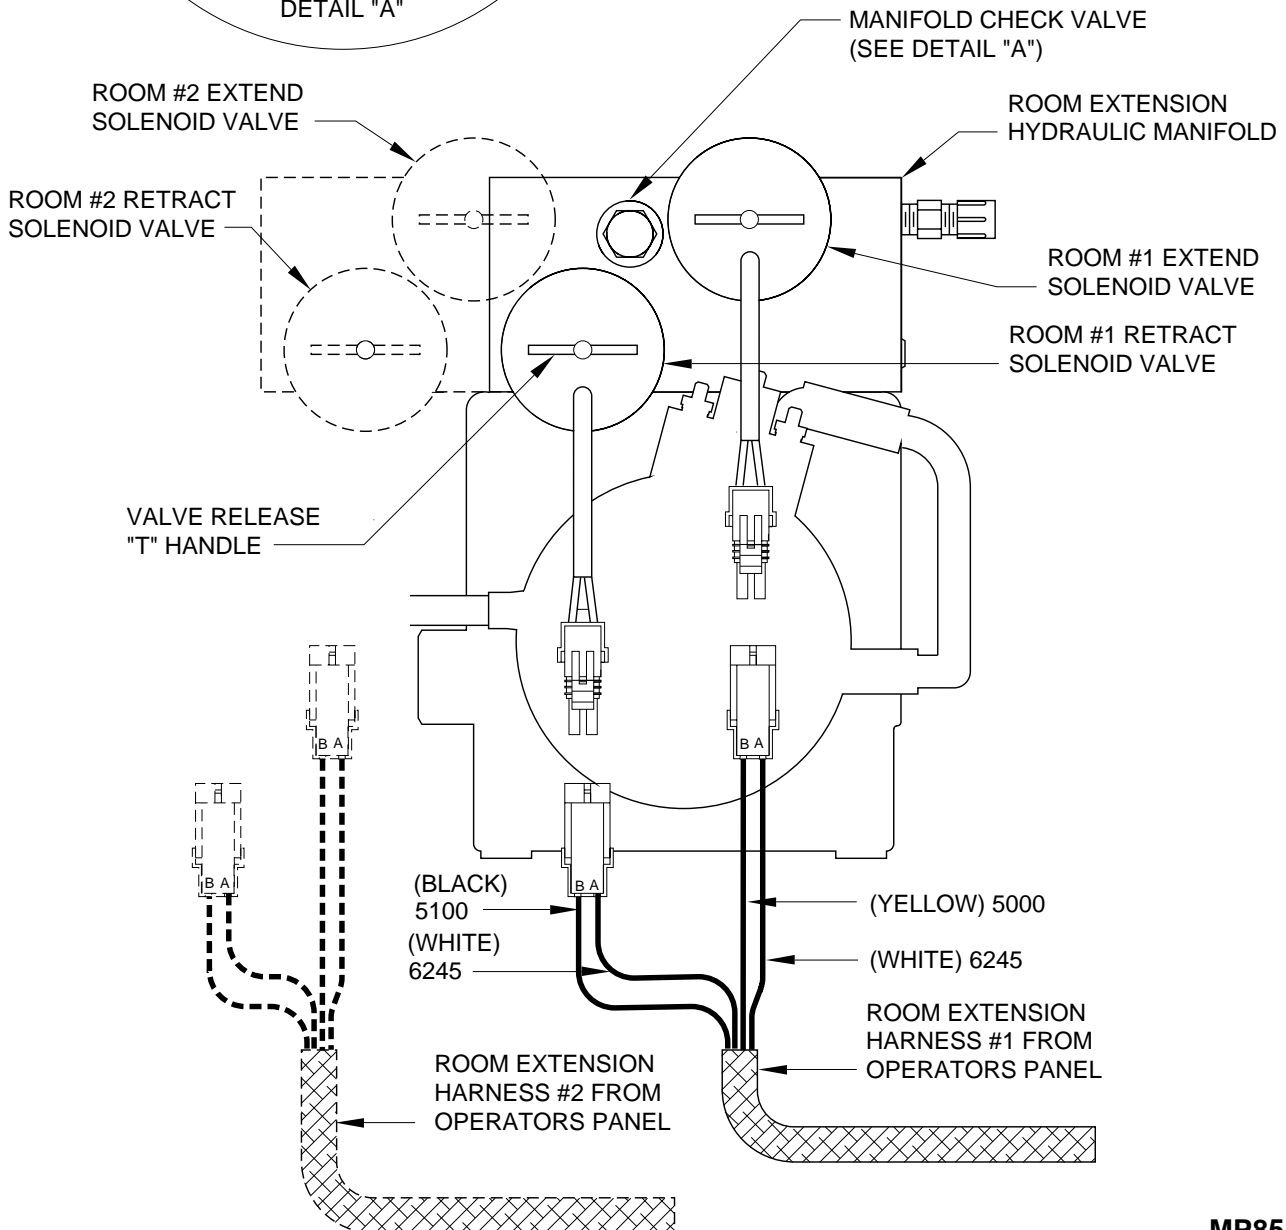 DETAIL "A"
MANIFOLD CHECK VALVE
(SEE DETAIL "A")
ROOM #2 EXTEND
SOLENOID VALVE
ROOM EXTENSION
HYDRAULIC MANIFOLD
ROOM #2 RETRACT
SOLENOID VALVE
ROOM #1 EXTEND
SOLENOID VALVE
ROOM #1 RETRACT
SOLENOID VALVE
VALVE RELEASE
"T" HANDLE
B A
B A
B A
B A
(BLACK)
5100
(WHITE)
6245
(YELLOW) 5000
(WHITE) 6245
ROOM EXTENSION
HARNESS #1 FROM
OPERATORS PANEL
ROOM EXTENSION
HARNESS #2 FROM
OPERATORS PANEL
MP85